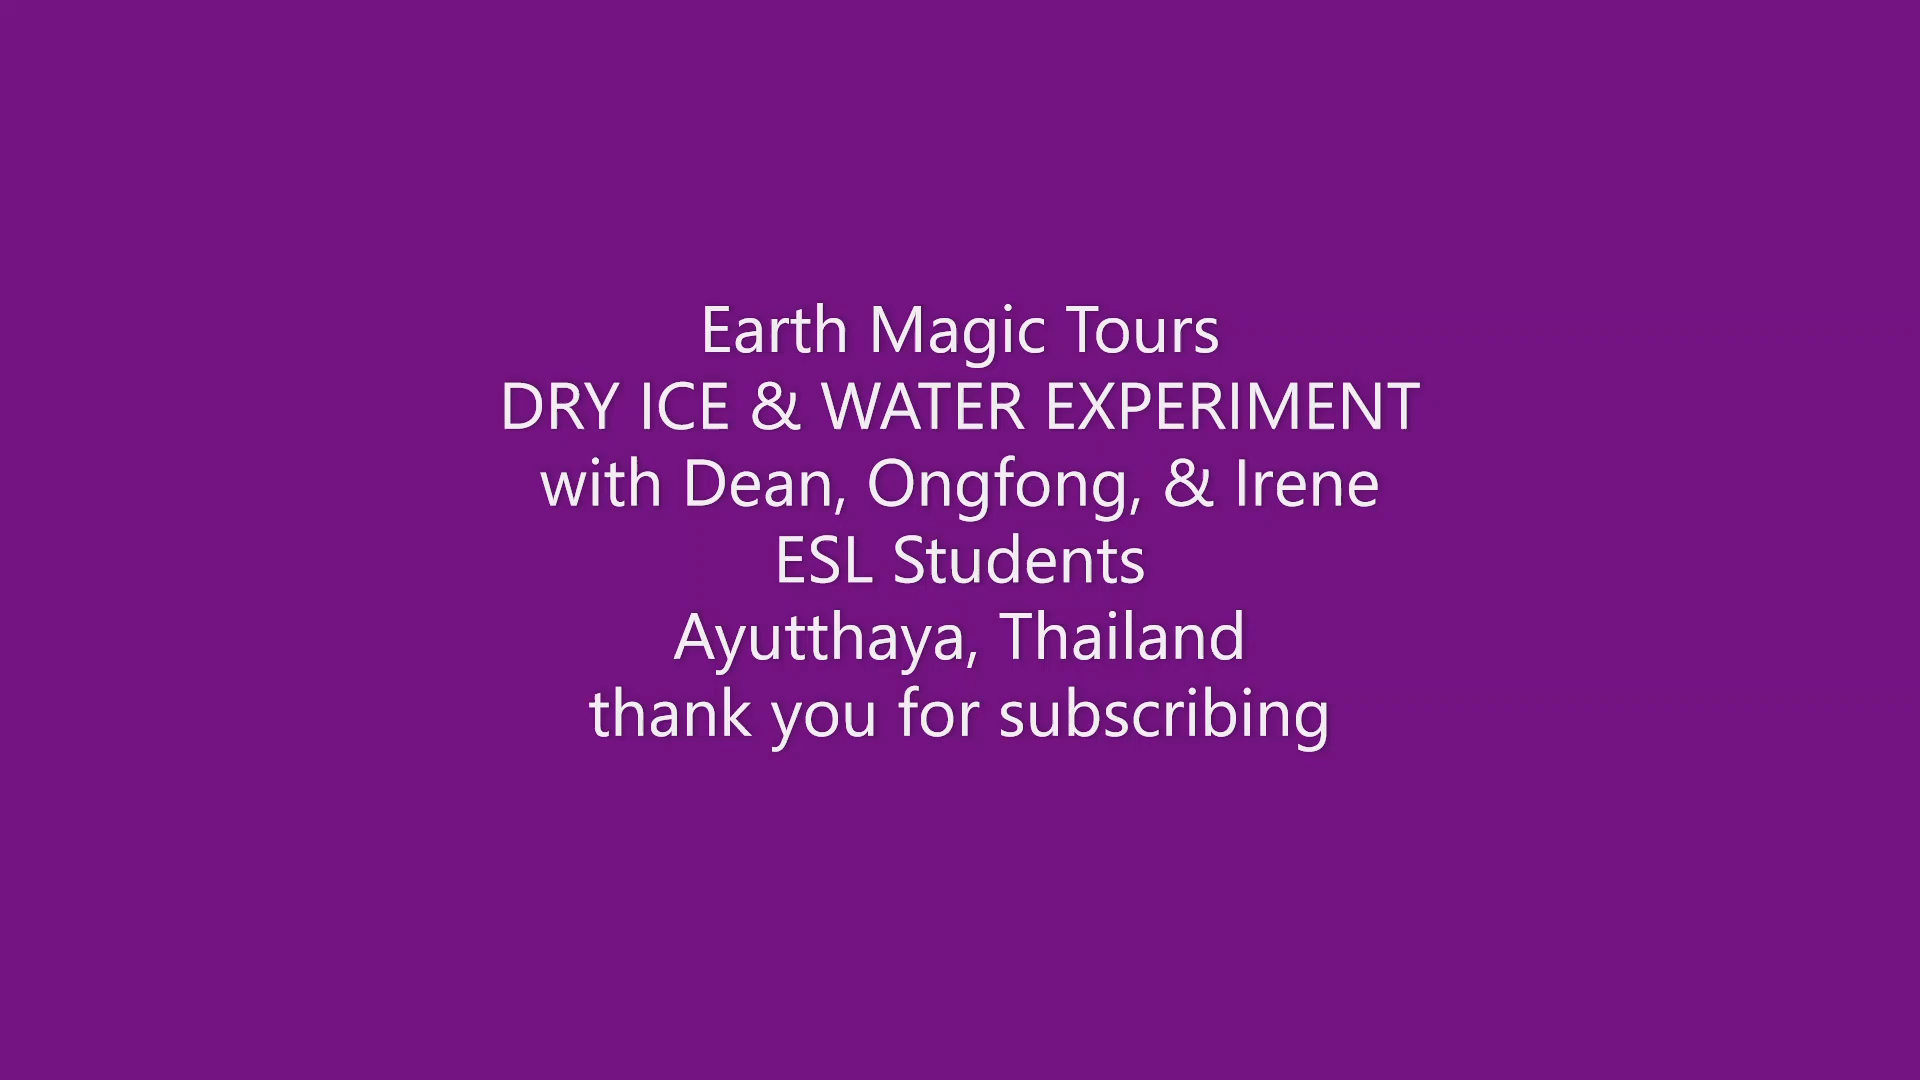 Earth Magic Tours
DRY ICE & WATER EXPERIMENT
with Dean, Ongfong, & Irene
ESL Students
Ayutthaya, Thailand
thank you for subscribing